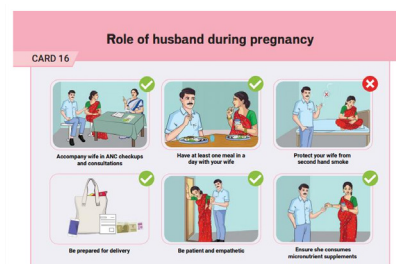 Role of husband during pregnancy
CARD 16
Accompany wife in ANC checkups
and consultations
Have at least one meal in a
day with your wife
Protect your wife from
second hand smoke
Be prepared for delivery
Be patient and empathetic
Ensure she consumes
micronutrient supplements